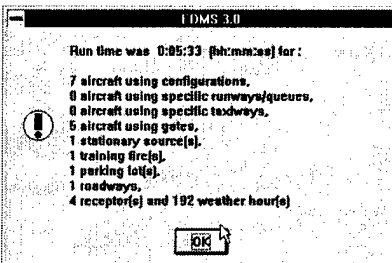 EDMS 3.0
Run time was 0:05:33 (hh:mm:ss) for :
7 aircraft using configurations,
0 aircraft using specific runways/queues,
0 aircraft using specific taxiways,
5 aircraft using gates,
1 stationary source(s),
1 training fire(s),
1 parking lot(s),
1 roadways,
4 receptor(s) and 192 weather hour(s)
OK